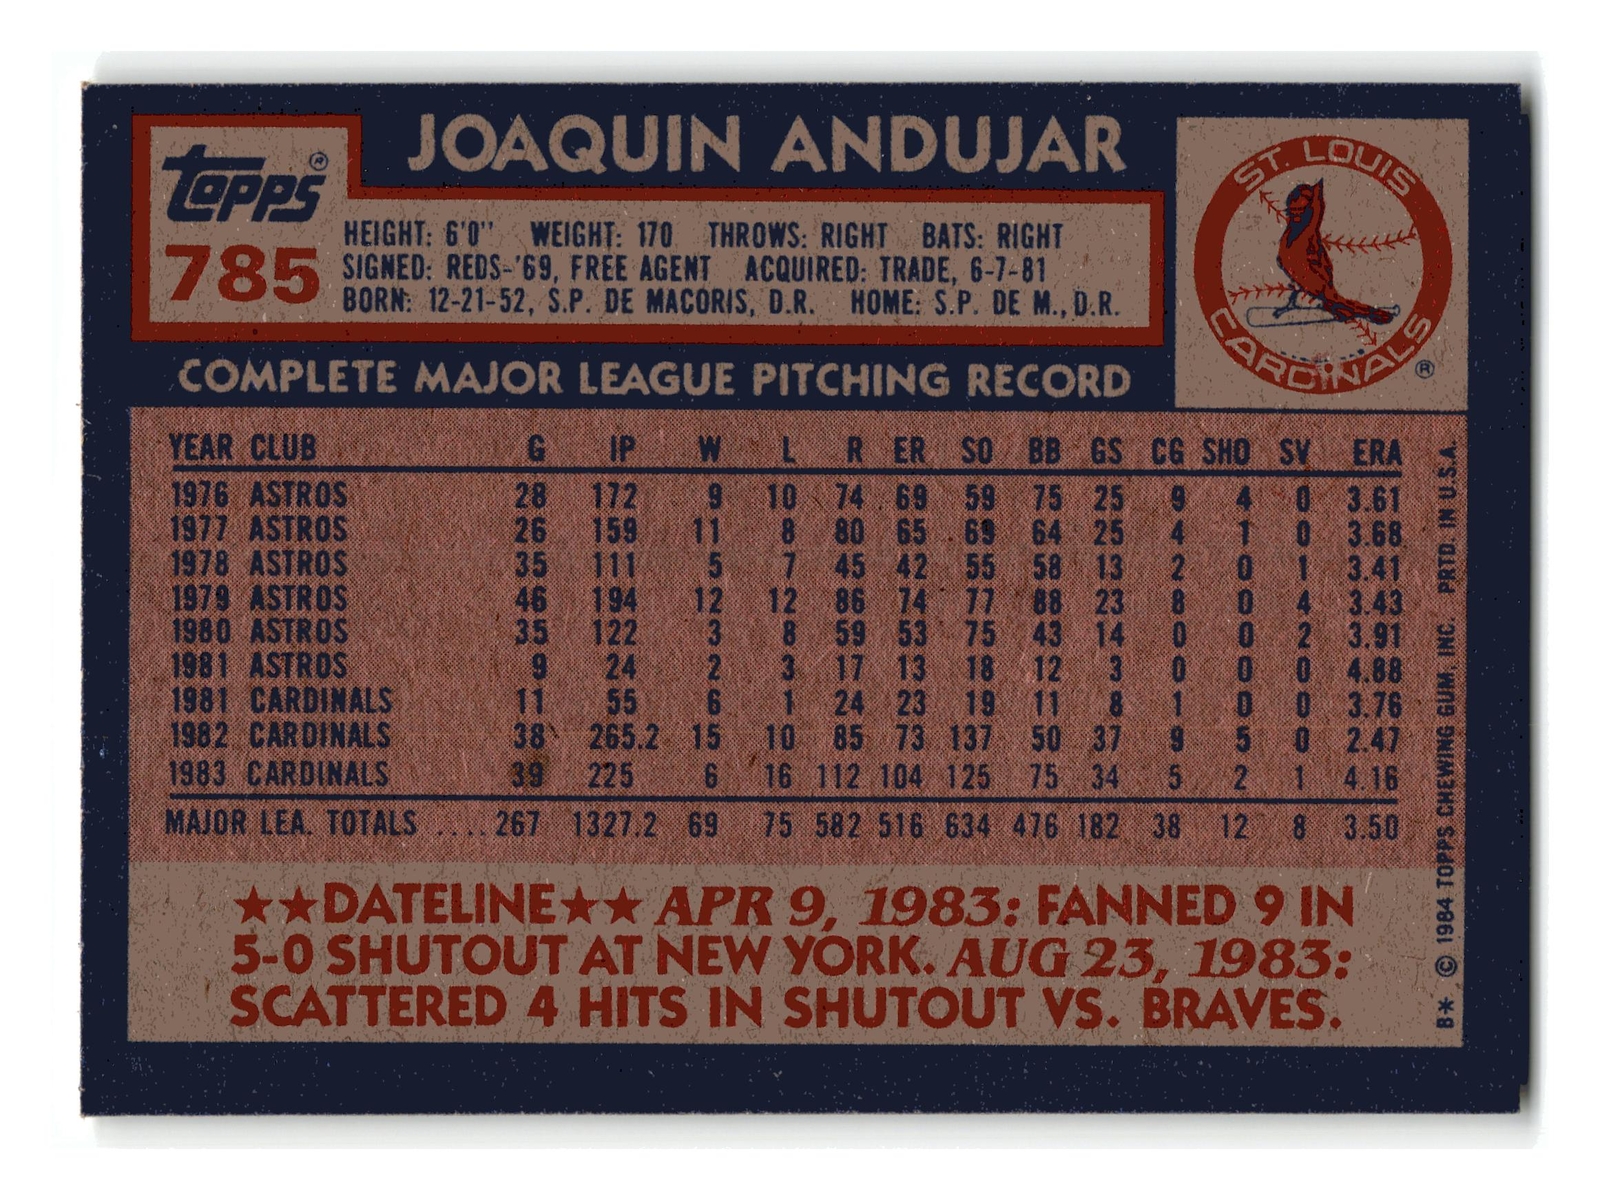 JOAQUIN ANDUJAR
Topps®
785
HEIGHT: 6'0" WEIGHT: 170 THROWS: RIGHT BATS: RIGHT
SIGNED: REDS-'69, FREE AGENT ACQUIRED: TRADE, 6-7-81
BORN: 12-21-52, S.P. DE MACORIS, D.R. HOME: S.P. DE M., D.R.
ST. LOUIS
CARDINALS
®
COMPLETE MAJOR LEAGUE PITCHING RECORD
YEAR CLUB G IP W L R ER SO BB GS CG SHO SV ERA
1976 ASTROS 28 172 9 10 74 69 59 75 25 9 4 0 3.61
1977 ASTROS 26 159 11 8 80 65 69 64 25 4 1 0 3.68
1978 ASTROS 35 111 5 7 45 42 55 58 13 2 0 1 3.41
1979 ASTROS 46 194 12 12 86 74 77 88 23 8 0 4 3.43
1980 ASTROS 35 122 3 8 59 53 75 43 14 0 0 2 3.91
1981 ASTROS 9 24 2 3 17 13 18 12 3 0 0 0 4.88
1981 CARDINALS 11 55 6 1 24 23 19 11 8 1 0 0 3.76
1982 CARDINALS 38 265.2 15 10 85 73 137 50 37 9 5 0 2.47
1983 CARDINALS 39 225 6 16 112 104 125 75 34 5 2 1 4.16
MAJOR LEA. TOTALS .... 267 1327.2 69 75 582 516 634 476 182 38 12 8 3.50
★★DATELINE★★ APR 9, 1983: FANNED 9 IN
5-0 SHUTOUT AT NEW YORK. AUG 23, 1983:
SCATTERED 4 HITS IN SHUTOUT VS. BRAVES.
B* © 1984 TOPPS CHEWING GUM, INC. PRTD. IN U.S.A.